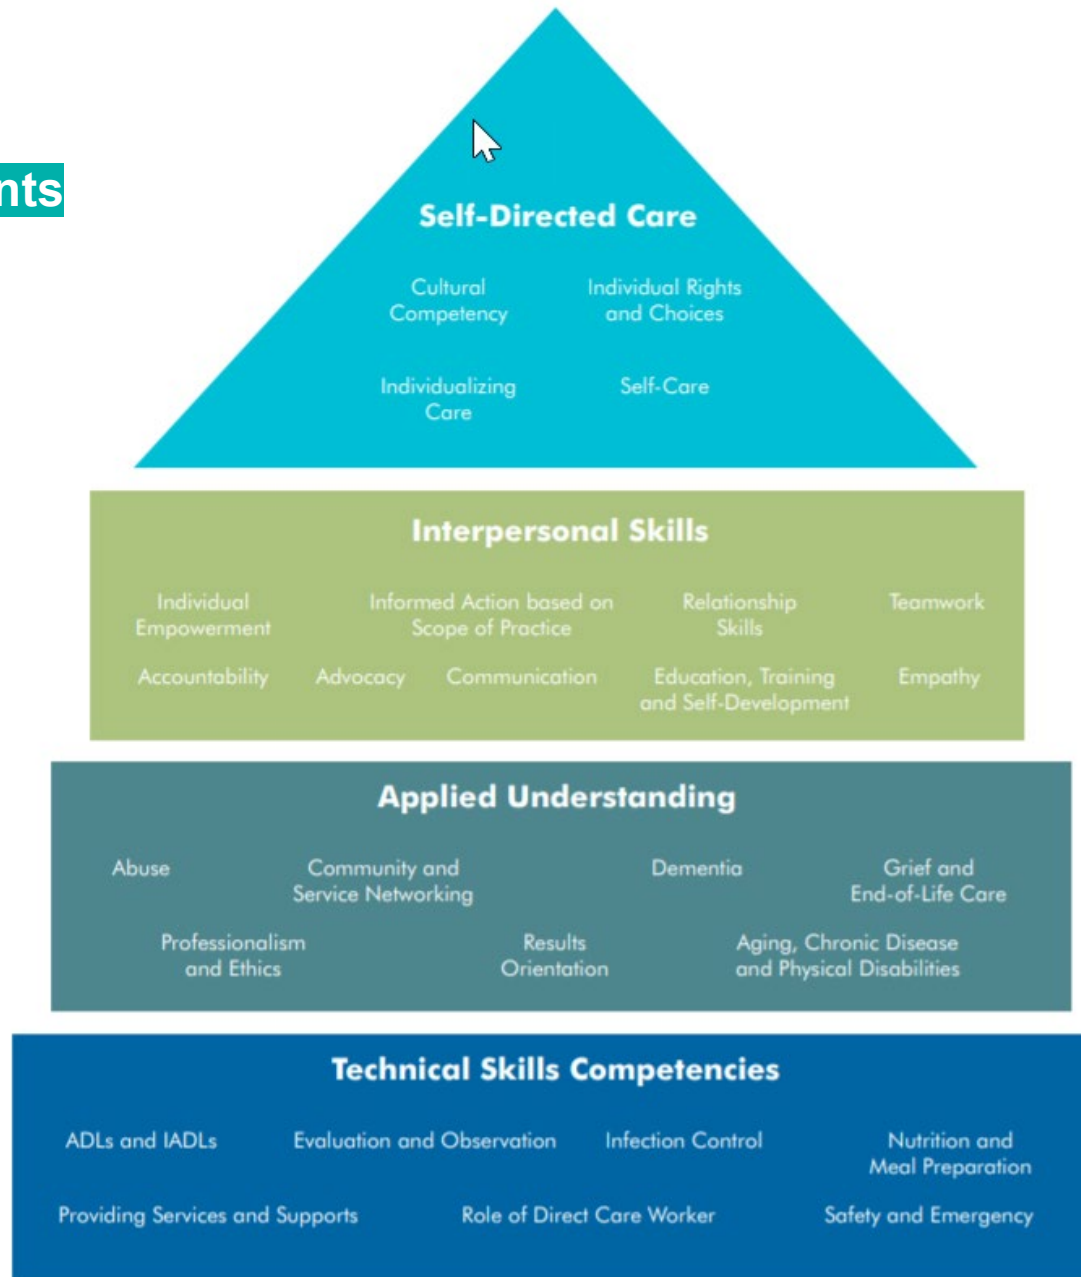 nts
Self-Directed Care
Cultural
Competency
Individual Rights
and Choices
Individualizing
Care
Self-Care
Interpersonal Skills
Individual
Empowerment
Informed Action based on
Scope of Practice
Relationship
Skills
Teamwork
Accountability
Advocacy
Communication
Education, Training
and Self-Development
Empathy
Applied Understanding
Abuse
Community and
Service Networking
Dementia
Grief and
End-of-Life Care
Professionalism
and Ethics
Results
Orientation
Aging, Chronic Disease
and Physical Disabilities
Technical Skills Competencies
ADLs and IADLs
Evaluation and Observation
Infection Control
Nutrition and
Meal Preparation
Providing Services and Supports
Role of Direct Care Worker
Safety and Emergency